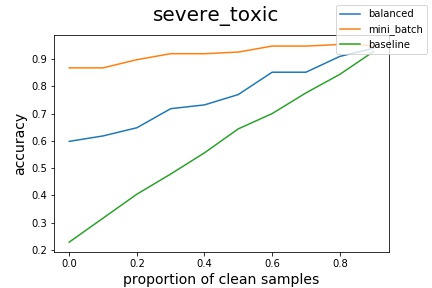 severe_toxic
balanced
mini_batch
baseline
accuracy
0.9
0.8
0.7
0.6
0.5
0.4
0.3
0.2
0.0 0.2 0.4 0.6 0.8
proportion of clean samples